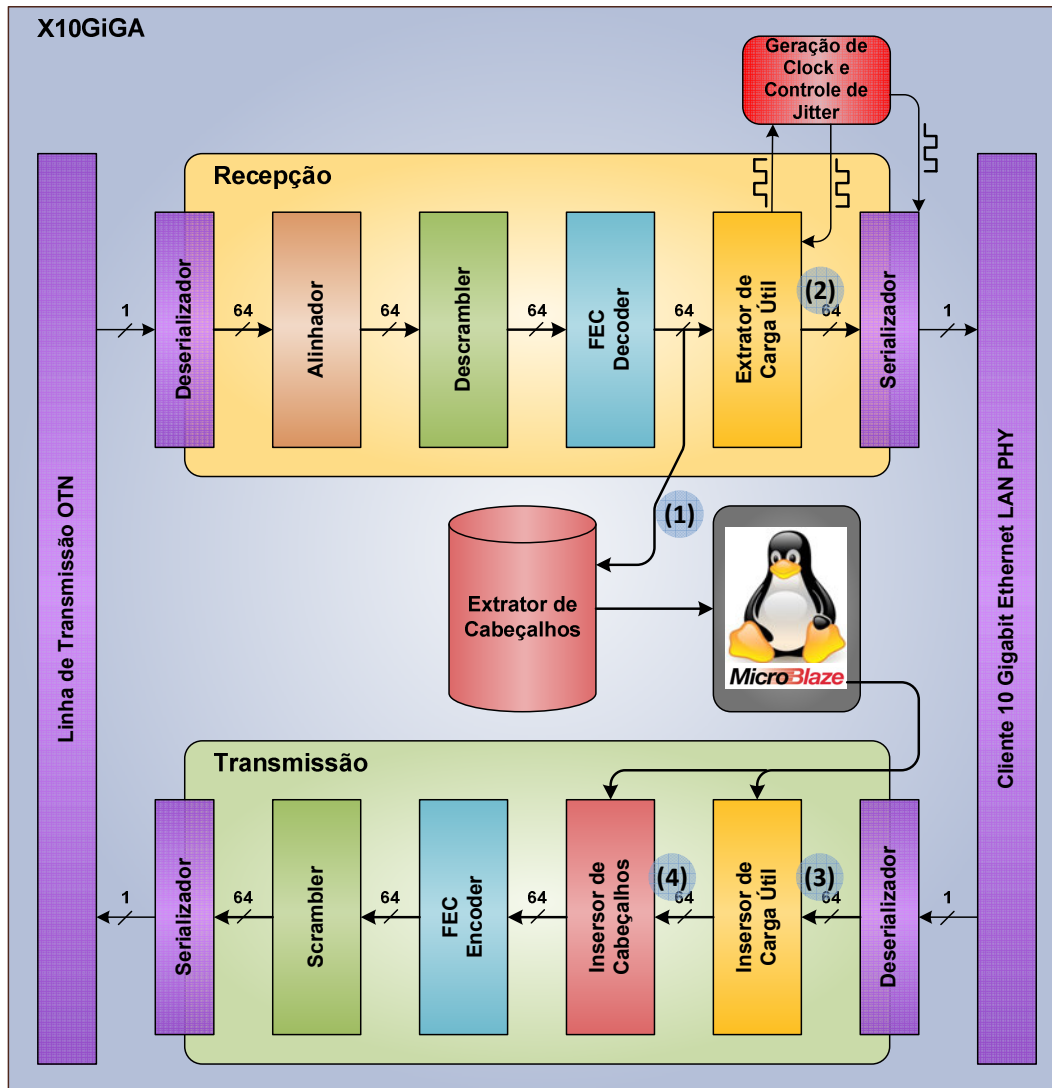 X10GiGA
Geração de
Clock e
Controle de
Jitter
Recepção
Linha de Transmissão OTN
1
Deserializador
64
Alinhador
64
Descrambler
64
FEC
Decoder
64
Extrator de
Carga Útil
(2)
64
Serializador
1
Cliente 10 Gigabit Ethernet LAN PHY
(1)
Extrator de
Cabeçalhos
MicroBlaze
Transmissão
1
Serializador
64
Scrambler
64
FEC
Encoder
64
Insersor de
Cabeçalhos
(4)
64
Insersor de
Carga Útil
(3)
64
Deserializador
1